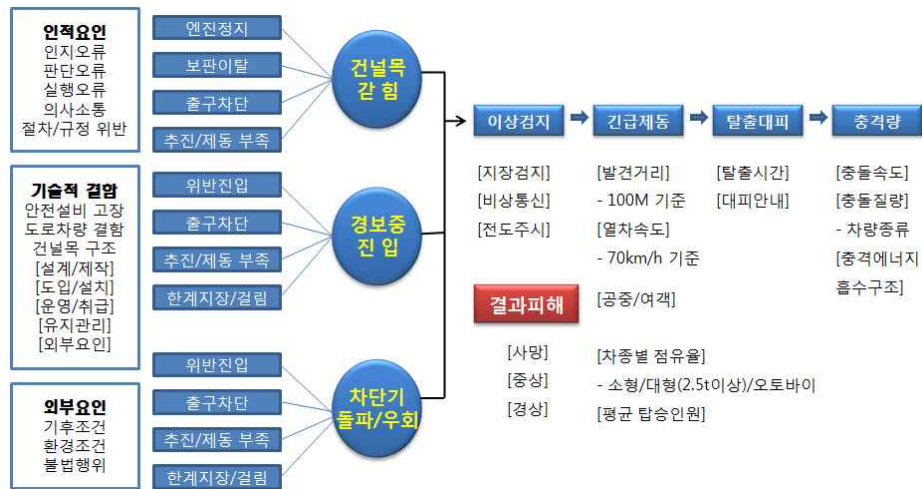 인적요인
인지오류
판단오류
실행오류
의사소통
절차/규정 위반
기술적 결함
안전설비 고장
도로차량 결함
건널목 구조
[설계/제작]
[도입/설치]
[운영/취급]
[유지관리]
[외부요인]
외부요인
기후조건
환경조건
불법행위
엔진정지
보판이탈
출구차단
추진/제동 부족
위반진입
출구차단
추진/제동 부족
한계지장/걸림
위반진입
출구차단
추진/제동 부족
한계지장/걸림
건널목
갇 힘
경보중
진 입
차단기
돌파/우회
이상검지
[지장검지]
[비상통신]
[전도주시]
긴급제동
[발견거리]
- 100M 기준
[열차속도]
- 70km/h 기준
탈출대피
[탈출시간]
[대피안내]
충격량
[충돌속도]
[충돌질량]
- 차량종류
[충격에너지
흡수구조]
결과피해
[공중/여객]
[사망]
[중상]
[경상]
[차종별 점유율]
- 소형/대형(2.5t이상)/오토바이
[평균 탑승인원]